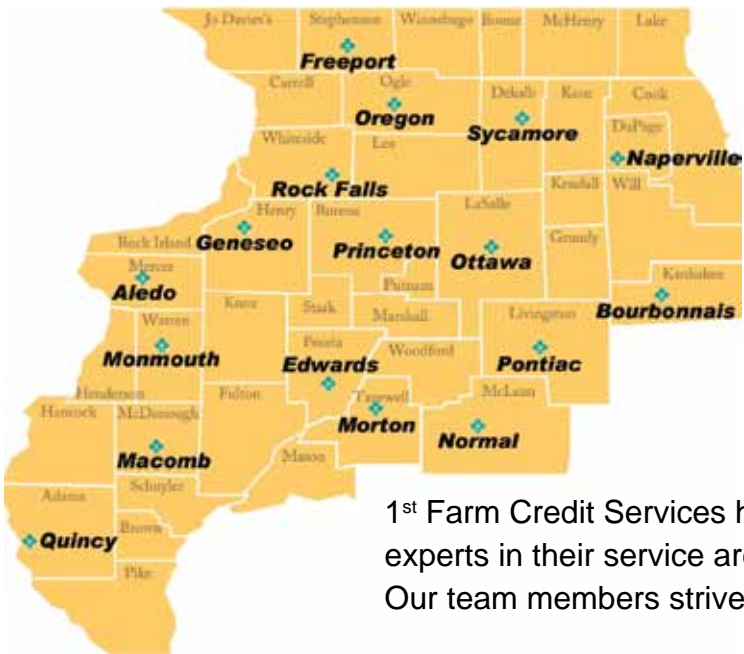 Jo Daviess Stephenson Winnebago Boone McHenry Lake
Freeport
Carroll Ogle Dekalb Kane Cook
Oregon
Sycamore
DuPage
Naperville
Whiteside Lee
Rock Falls
Kendall Will
Henry Bureau LaSalle
Rock Island Geneseo
Princeton
Ottawa
Grundy
Mercer
Aledo
Putnam
Kankakee
Bourbonnais
Knox Stark Marshall Livingston
Warren
Monmouth
Peoria
Edwards
Woodford
Pontiac
Henderson Fulton Tazewell McLean
Hancock McDonough
Morton
Normal
Macomb
Mason
Schuyler
Adams
Quincy
Brown
Pike
1st Farm Credit Services h
experts in their service are
Our team members strive